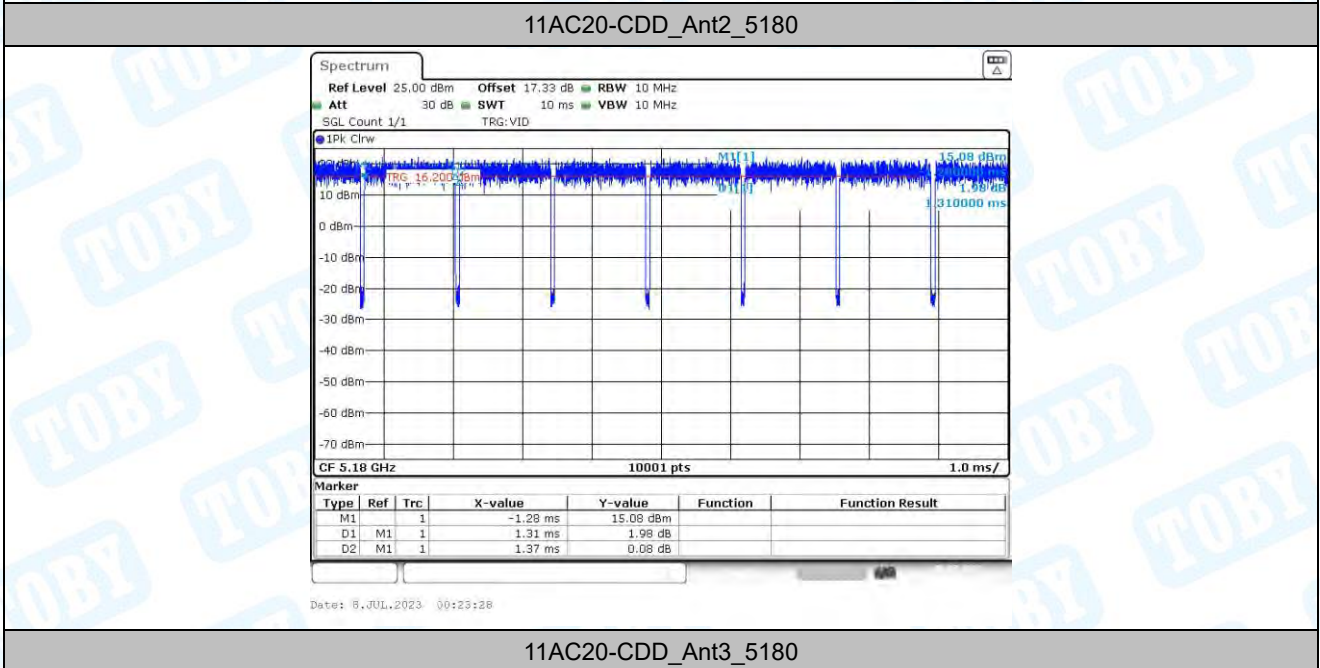 11AC20-CDD_Ant2_5180
Spectrum
Ref Level 25.00 dBm Offset 17.33 dB RBW 10 MHz
Att 30 dB SWT 10 ms VBW 10 MHz
SGL Count 1/1 TRG:VID
1Pk Clrw
M1[1] 15.08 dBm
TRG 16.200 dBm
1.98 dB
10 dBm
1.310000 ms
0 dBm
-10 dBm
-20 dBm
-30 dBm
-40 dBm
-50 dBm
-60 dBm
-70 dBm
CF 5.18 GHz 10001 pts 1.0 ms/
Marker
Type Ref Trc X-value Y-value Function Function Result
M1 1 -1.28 ms 15.08 dBm
D1 M1 1 1.31 ms 1.98 dB
D2 M1 1 1.37 ms 0.08 dB
Date: 8.JUL.2023 00:23:28
11AC20-CDD_Ant3_5180
TOBY